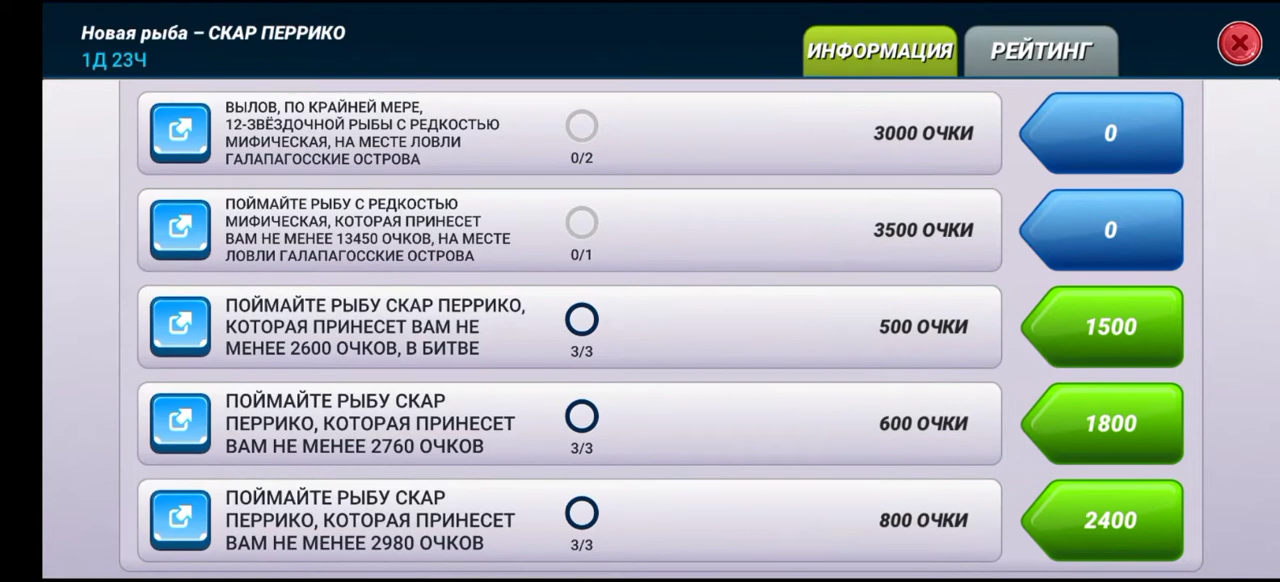 Новая рыба – СКАР ПЕРРИКО
1Д 23Ч
ИНФОРМАЦИЯ
РЕЙТИНГ
ВЫЛОВ, ПО КРАЙНЕЙ МЕРЕ,
12-ЗВЁЗДОЧНОЙ РЫБЫ С РЕДКОСТЬЮ
МИФИЧЕСКАЯ, НА МЕСТЕ ЛОВЛИ
ГАЛАПАГОССКИЕ ОСТРОВА
0/2
3000 ОЧКИ
0
ПОЙМАЙТЕ РЫБУ С РЕДКОСТЬЮ
МИФИЧЕСКАЯ, КОТОРАЯ ПРИНЕСЕТ
ВАМ НЕ МЕНЕЕ 13450 ОЧКОВ, НА МЕСТЕ
ЛОВЛИ ГАЛАПАГОССКИЕ ОСТРОВА
0/1
3500 ОЧКИ
0
ПОЙМАЙТЕ РЫБУ СКАР ПЕРРИКО,
КОТОРАЯ ПРИНЕСЕТ ВАМ НЕ
МЕНЕЕ 2600 ОЧКОВ, В БИТВЕ
3/3
500 ОЧКИ
1500
ПОЙМАЙТЕ РЫБУ СКАР
ПЕРРИКО, КОТОРАЯ ПРИНЕСЕТ
ВАМ НЕ МЕНЕЕ 2760 ОЧКОВ
3/3
600 ОЧКИ
1800
ПОЙМАЙТЕ РЫБУ СКАР
ПЕРРИКО, КОТОРАЯ ПРИНЕСЕТ
ВАМ НЕ МЕНЕЕ 2980 ОЧКОВ
3/3
800 ОЧКИ
2400